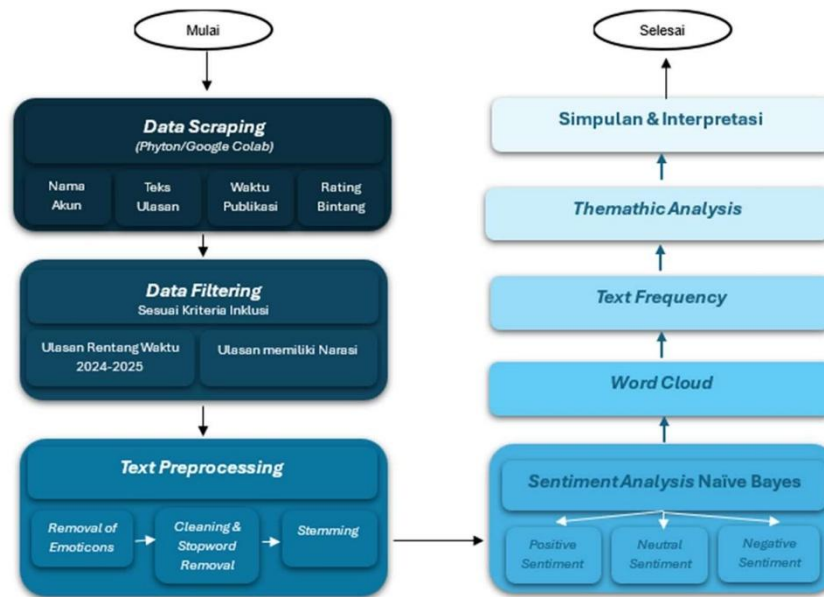 Mulai
Data Scraping
(Phyton/Google Colab)
Nama
Akun
Teks
Ulasan
Waktu
Publikasi
Rating
Bintang
Data Filtering
Sesuai Kriteria Inklusi
Ulasan Rentang Waktu
2024-2025
Ulasan memiliki Narasi
Text Preprocessing
Removal of
Emoticons
Cleaning &
Stopword
Removal
Stemming
Sentiment Analysis Naïve Bayes
Positive
Sentiment
Neutral
Sentiment
Negative
Sentiment
Word Cloud
Text Frequency
Themathic Analysis
Simpulan & Interpretasi
Selesai